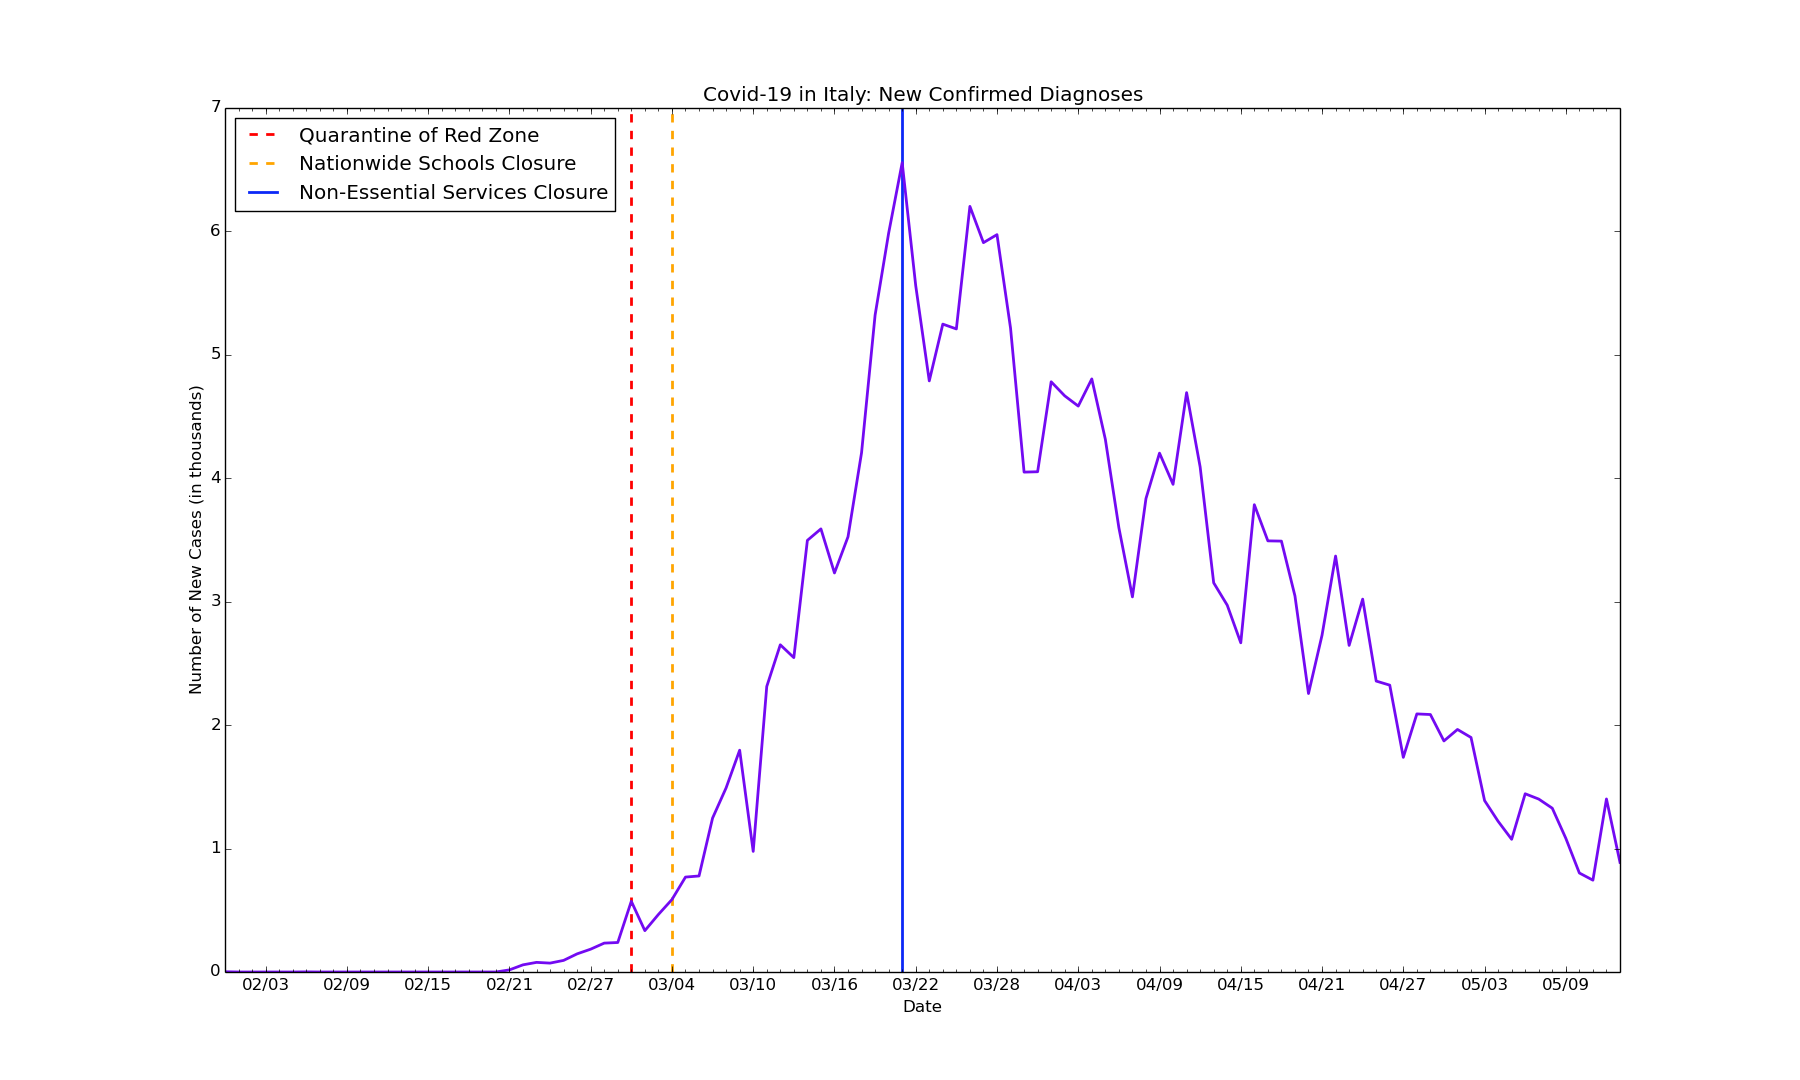 Covid-19 in Italy: New Confirmed Diagnoses
Quarantine of Red Zone
Nationwide Schools Closure
Non-Essential Services Closure
Number of New Cases (in thousands)
7
6
5
4
3
2
1
0
02/03 02/09 02/15 02/21 02/27 03/04 03/10 03/16 03/22 03/28 04/03 04/09 04/15 04/21 04/27 05/03 05/09
Date